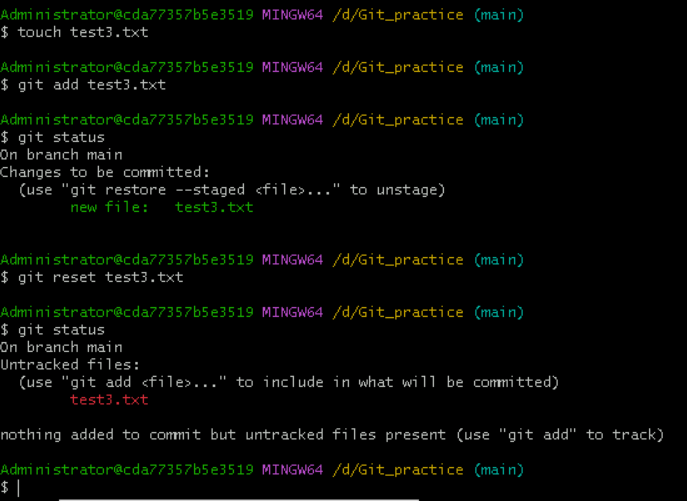 Administrator@cda77357b5e3519 MINGW64 /d/Git_practice (main)
$ touch test3.txt
Administrator@cda77357b5e3519 MINGW64 /d/Git_practice (main)
$ git add test3.txt
Administrator@cda77357b5e3519 MINGW64 /d/Git_practice (main)
$ git status
On branch main
Changes to be committed:
  (use "git restore --staged <file>..." to unstage)
        new file:   test3.txt
Administrator@cda77357b5e3519 MINGW64 /d/Git_practice (main)
$ git reset test3.txt
Administrator@cda77357b5e3519 MINGW64 /d/Git_practice (main)
$ git status
On branch main
Untracked files:
  (use "git add <file>..." to include in what will be committed)
        test3.txt
nothing added to commit but untracked files present (use "git add" to track)
Administrator@cda77357b5e3519 MINGW64 /d/Git_practice (main)
$